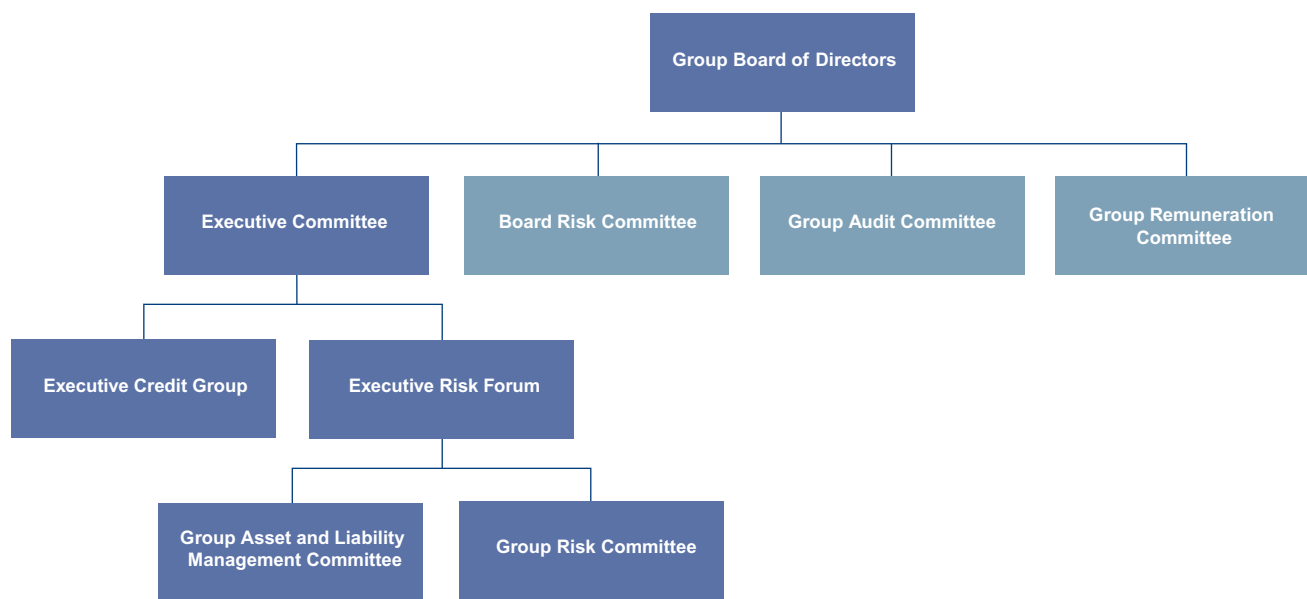 Group Board of Directors
Executive Committee
Board Risk Committee
Group Audit Committee
Group Remuneration
Committee
Executive Credit Group
Executive Risk Forum
Group Asset and Liability
Management Committee
Group Risk Committee